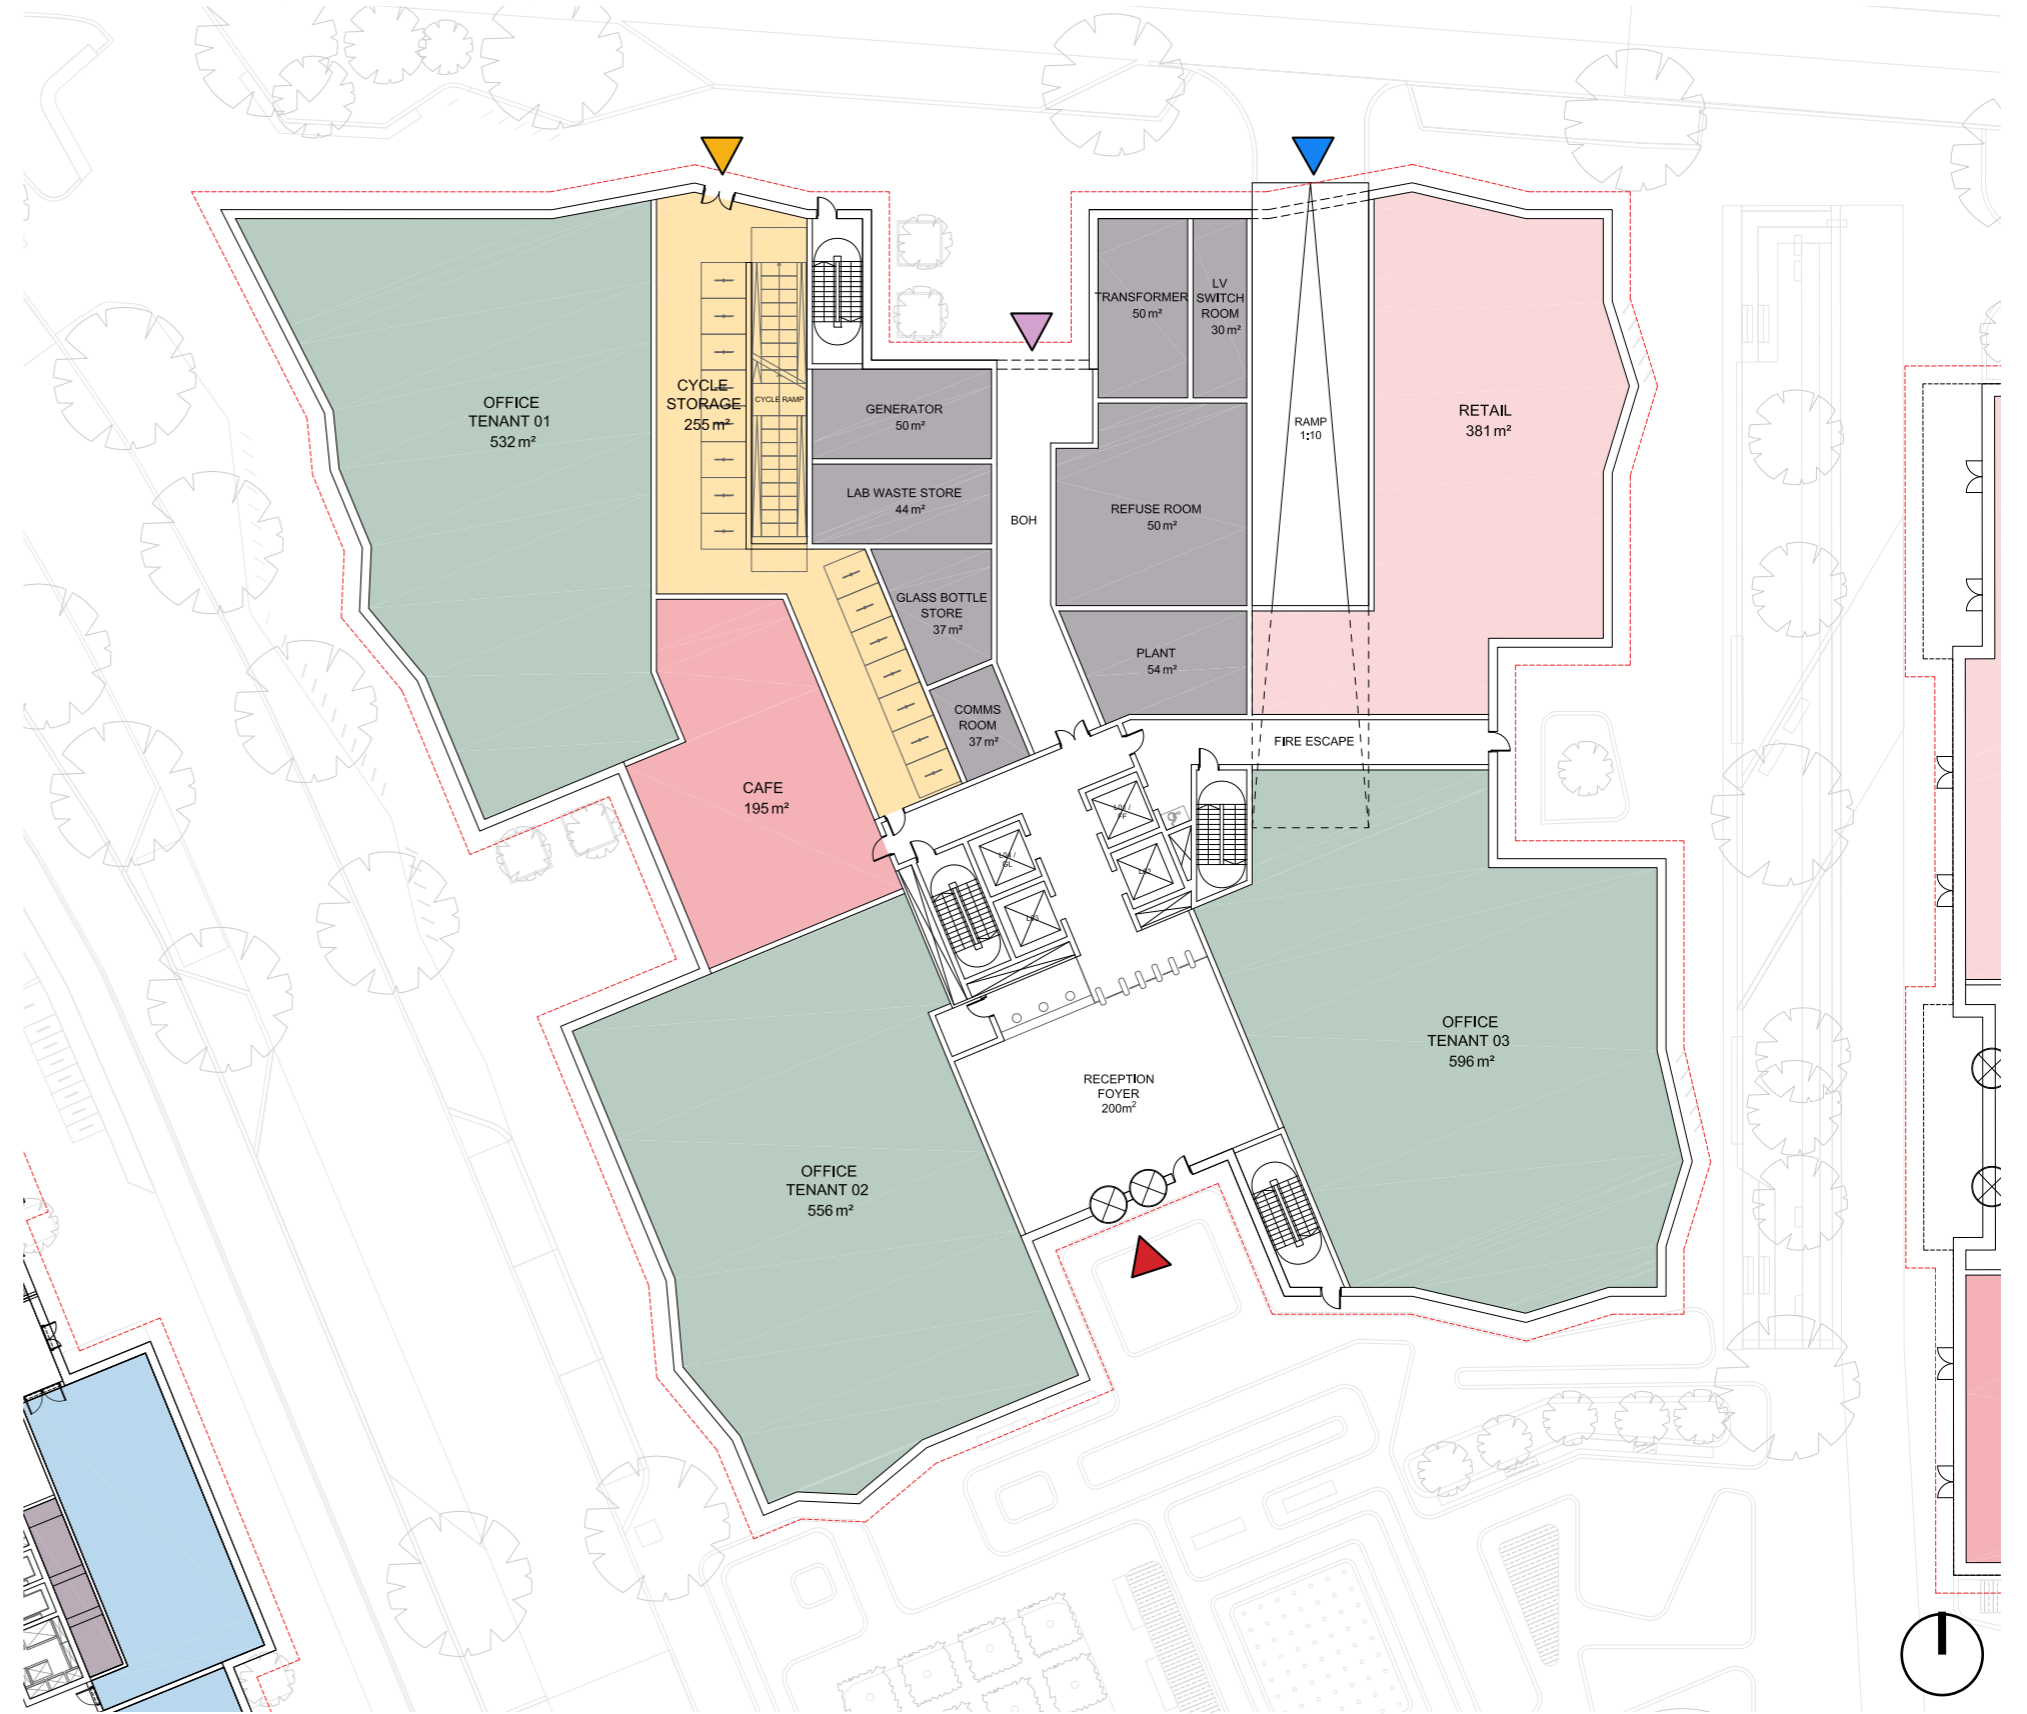 OFFICE
TENANT 01
532 m²
CYCLE
STORAGE
255 m²
CYCLE RAMP
GENERATOR
50 m²
LAB WASTE STORE
44 m²
GLASS BOTTLE
STORE
37 m²
COMMS
ROOM
37 m²
BOH
TRANSFORMER
50 m²
LV
SWITCH
ROOM
30 m²
REFUSE ROOM
50 m²
PLANT
54 m²
RAMP
1:10
RETAIL
381 m²
FIRE ESCAPE
CAFE
195 m²
OFFICE
TENANT 03
596 m²
RECEPTION
FOYER
200m²
OFFICE
TENANT 02
556 m²